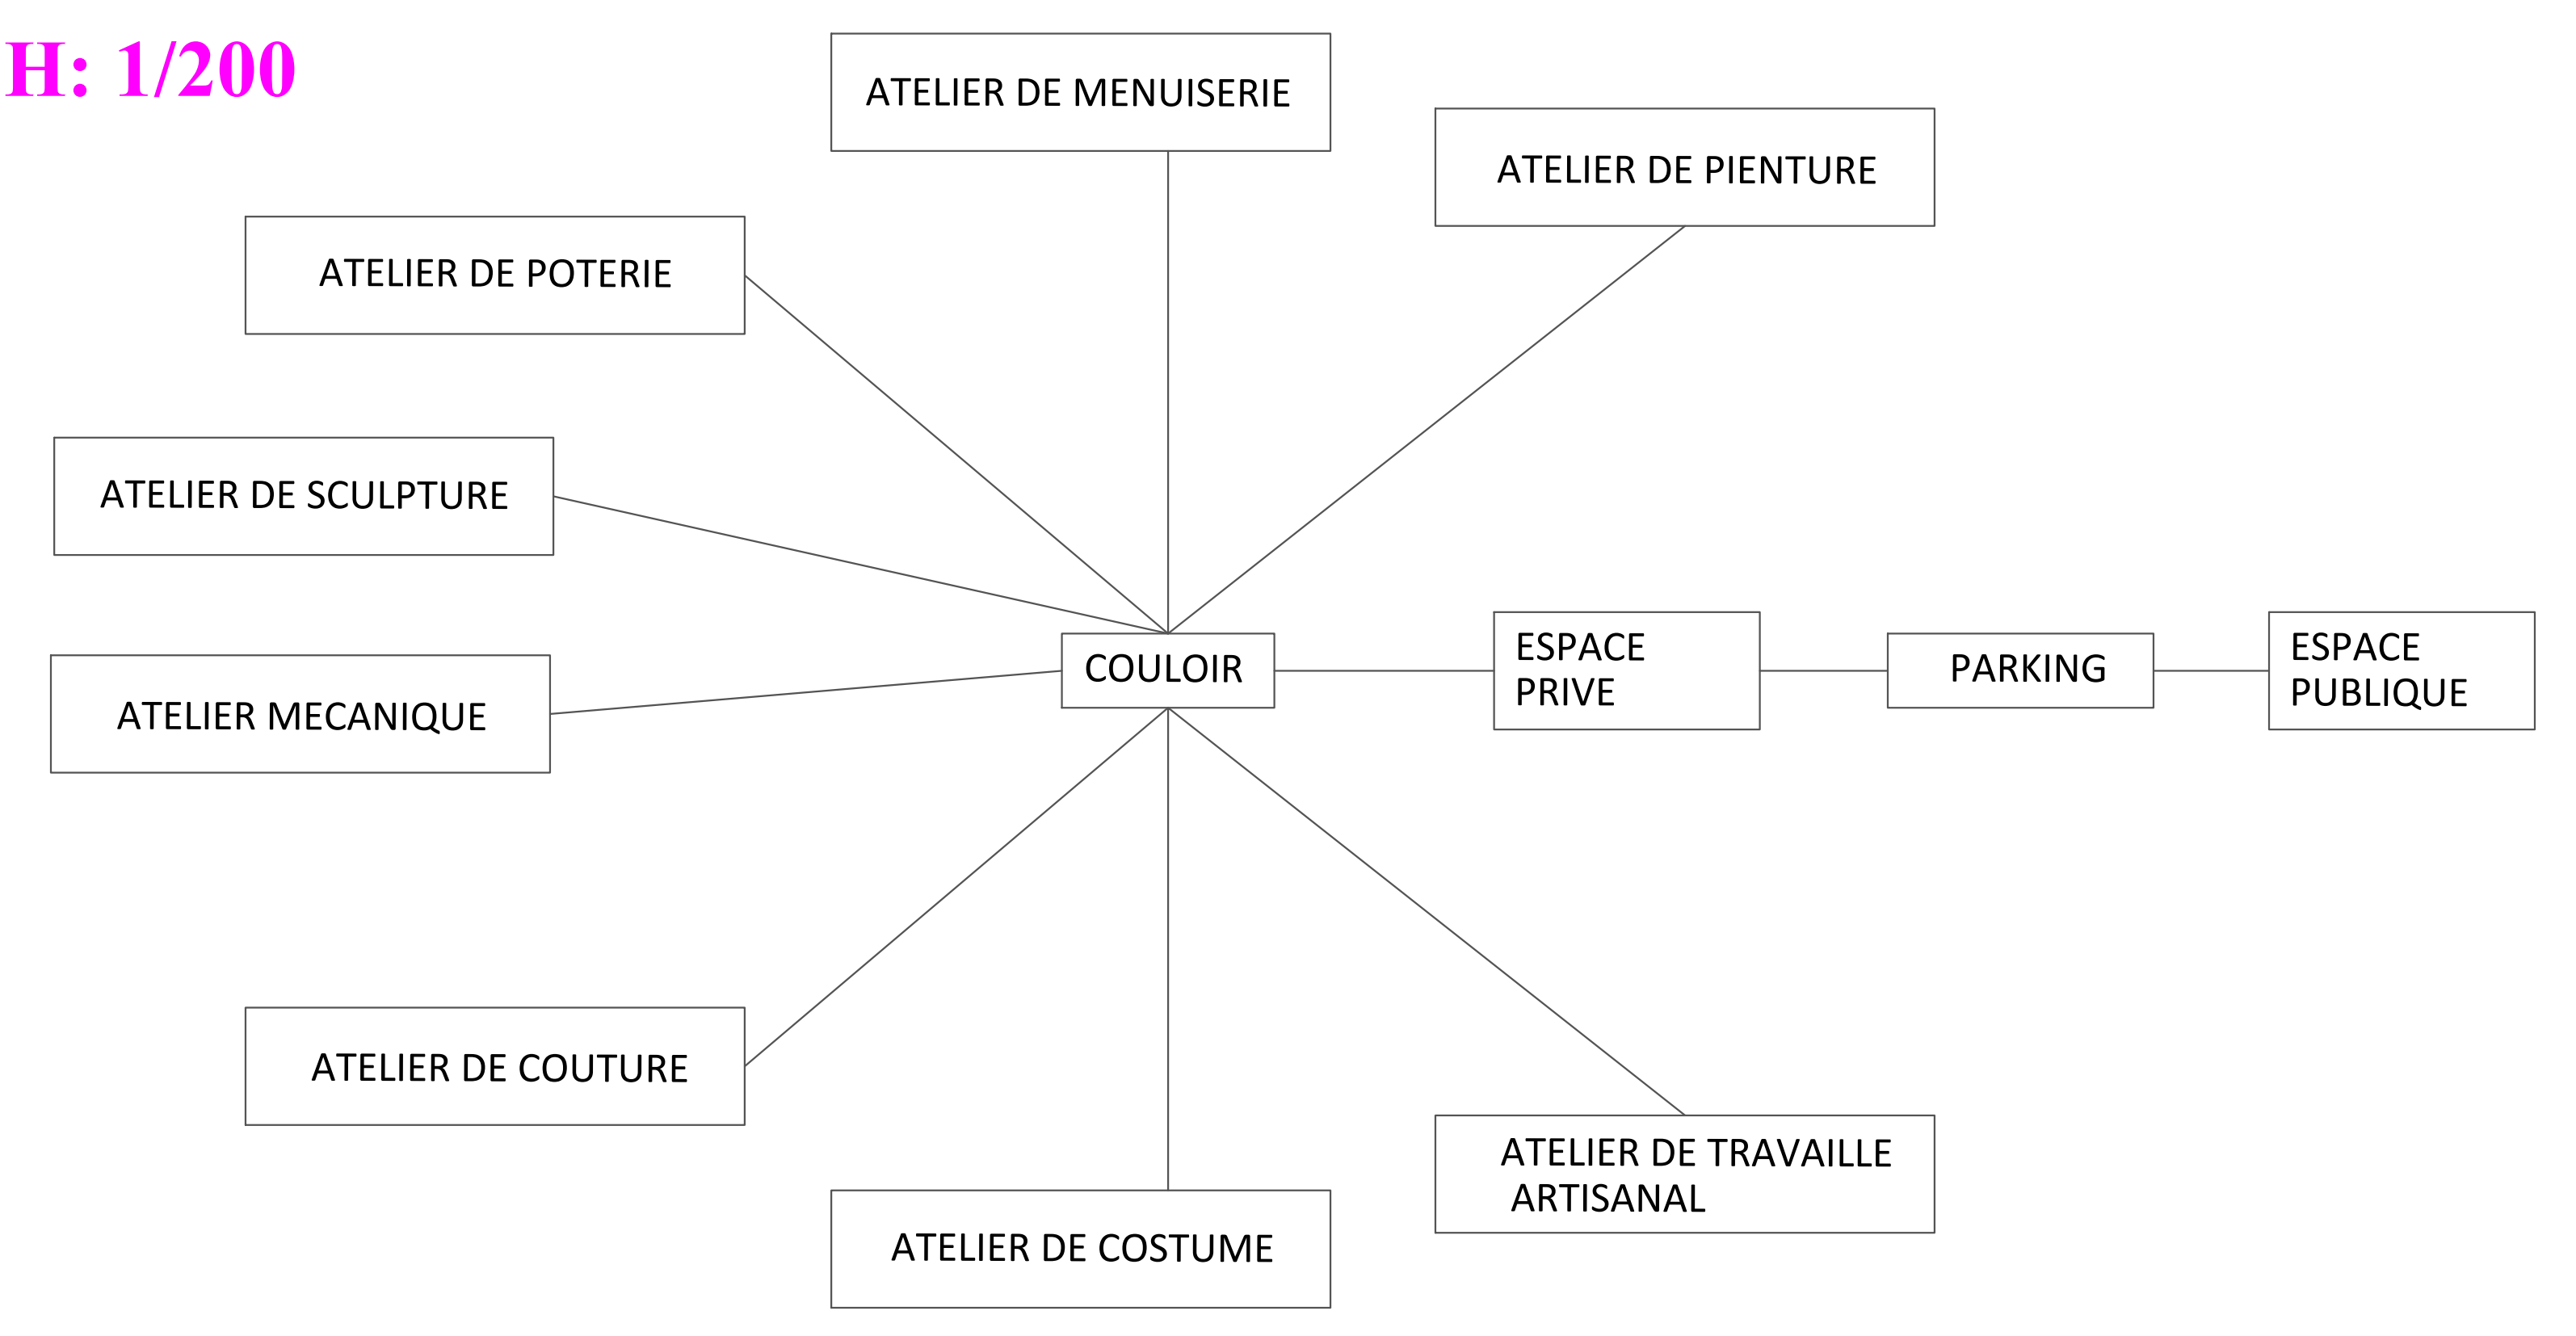 H: 1/200
ATELIER DE MENUISERIE
ATELIER DE PIENTURE
ATELIER DE POTERIE
ATELIER DE SCULPTURE
ATELIER MECANIQUE
COULOIR
ESPACE
PRIVE
PARKING
ESPACE
PUBLIQUE
ATELIER DE COUTURE
ATELIER DE COSTUME
ATELIER DE TRAVAILLE
ARTISANAL